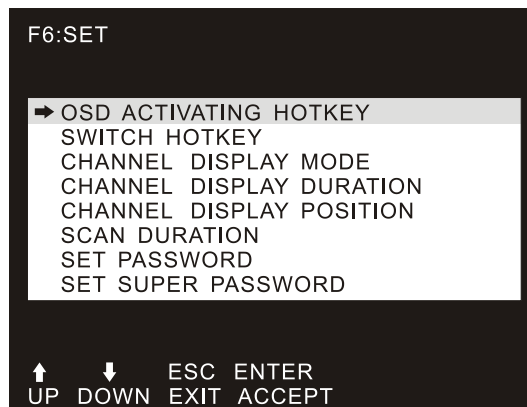 F6:SET
➡ OSD ACTIVATING HOTKEY
SWITCH HOTKEY
CHANNEL DISPLAY MODE
CHANNEL DISPLAY DURATION
CHANNEL DISPLAY POSITION
SCAN DURATION
SET PASSWORD
SET SUPER PASSWORD
⬆ ⬇ ESC ENTER
UP DOWN EXIT ACCEPT